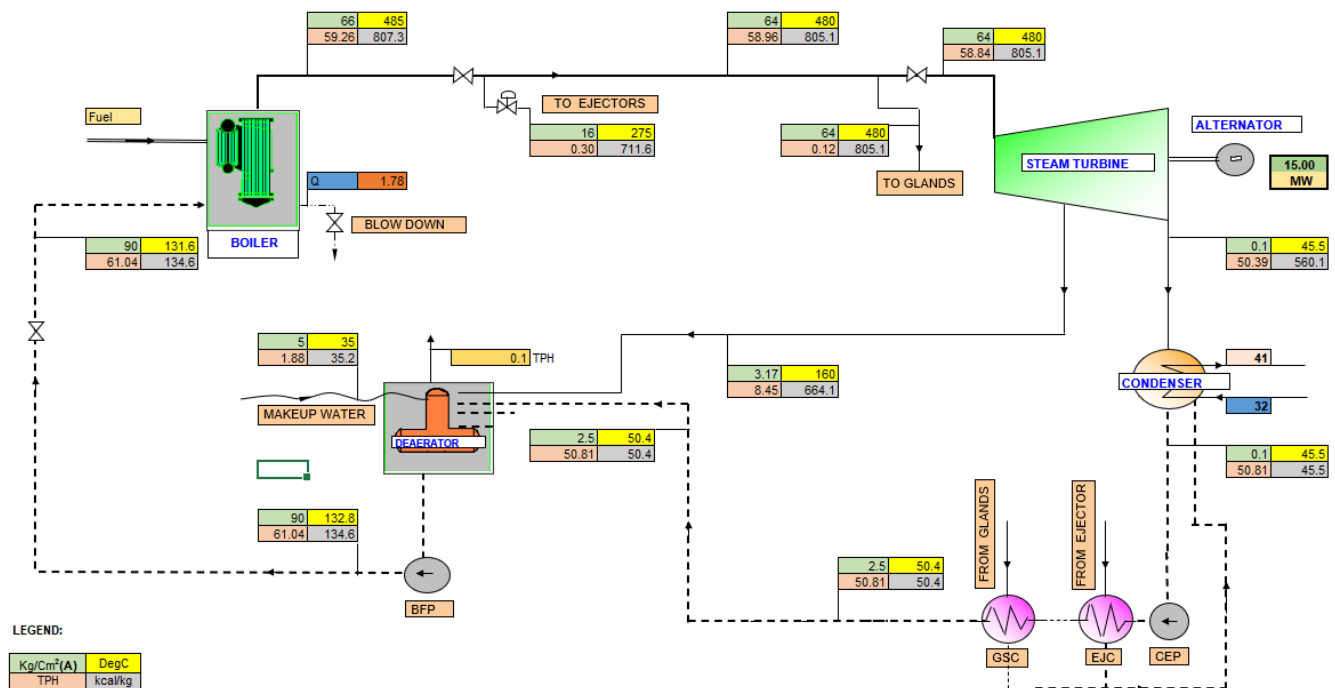 66 485
59.26 807.3
64 480
58.96 805.1
64 480
58.84 805.1
Fuel
TO EJECTORS
16 275
0.30 711.6
64 480
0.12 805.1
TO GLANDS
STEAM TURBINE
ALTERNATOR
15.00
MW
Q 1.78
BLOW DOWN
BOILER
90 131.6
61.04 134.6
0.1 45.5
50.39 560.1
5 35
1.88 35.2
0.1 TPH
3.17 160
8.45 664.1
41
CONDENSER
32
MAKEUP WATER
DEAERATOR
2.5 50.4
50.81 50.4
0.1 45.5
50.81 45.5
90 132.8
61.04 134.6
BFP
FROM GLANDS
FROM EJECTOR
2.5 50.4
50.81 50.4
GSC
EJC
CEP
LEGEND:
Kg/Cm²(A) DegC
TPH kcal/kg